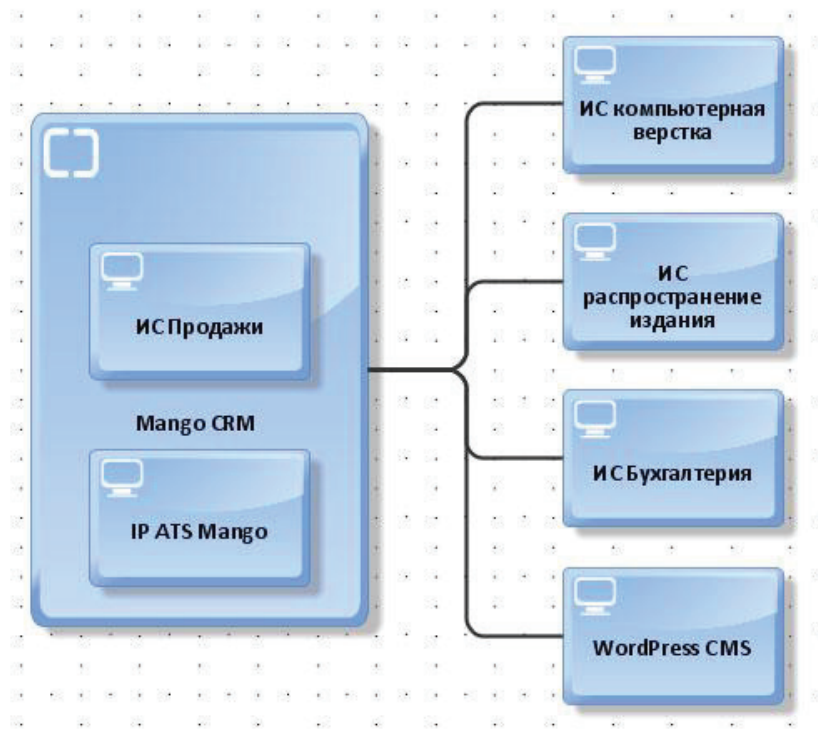 ИС Продажи
Mango CRM
IP ATS Mango
ИС компьютерная
верстка
ИС
распространение
издания
ИС Бухгалтерия
WordPress CMS